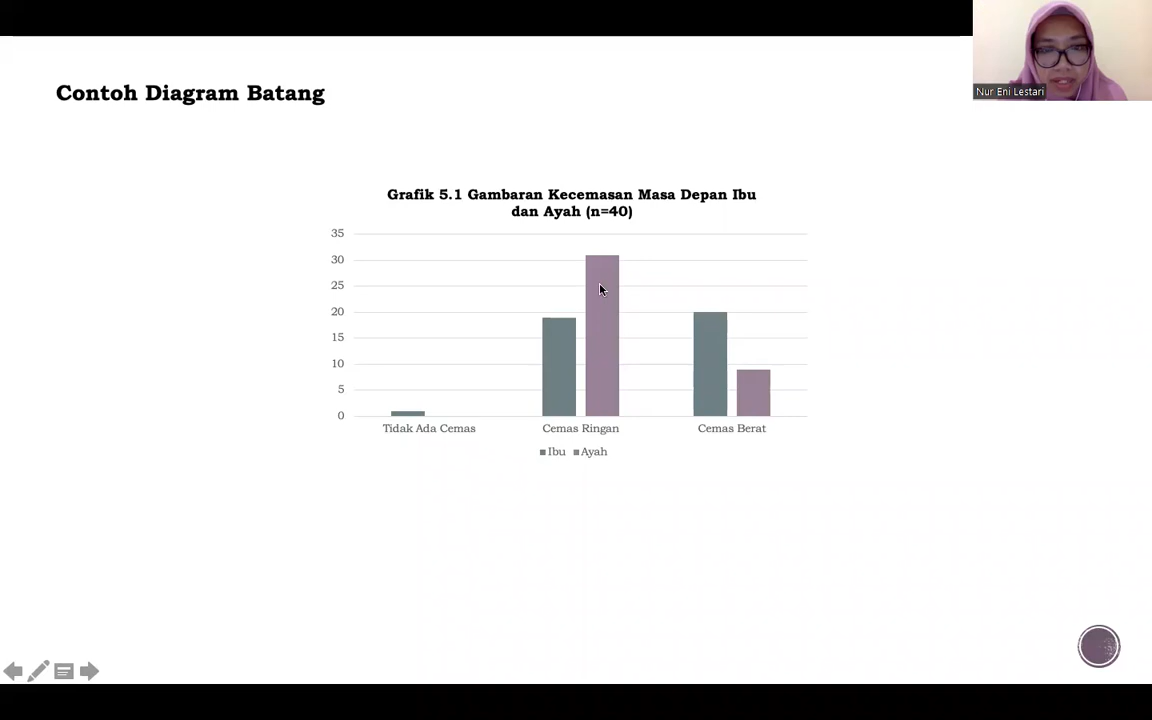 Contoh Diagram Batang
Nur Eni Lestari
Grafik 5.1 Gambaran Kecemasan Masa Depan Ibu
dan Ayah (n=40)
35
30
25
20
15
10
5
0
Tidak Ada Cemas Cemas Ringan Cemas Berat
Ibu Ayah